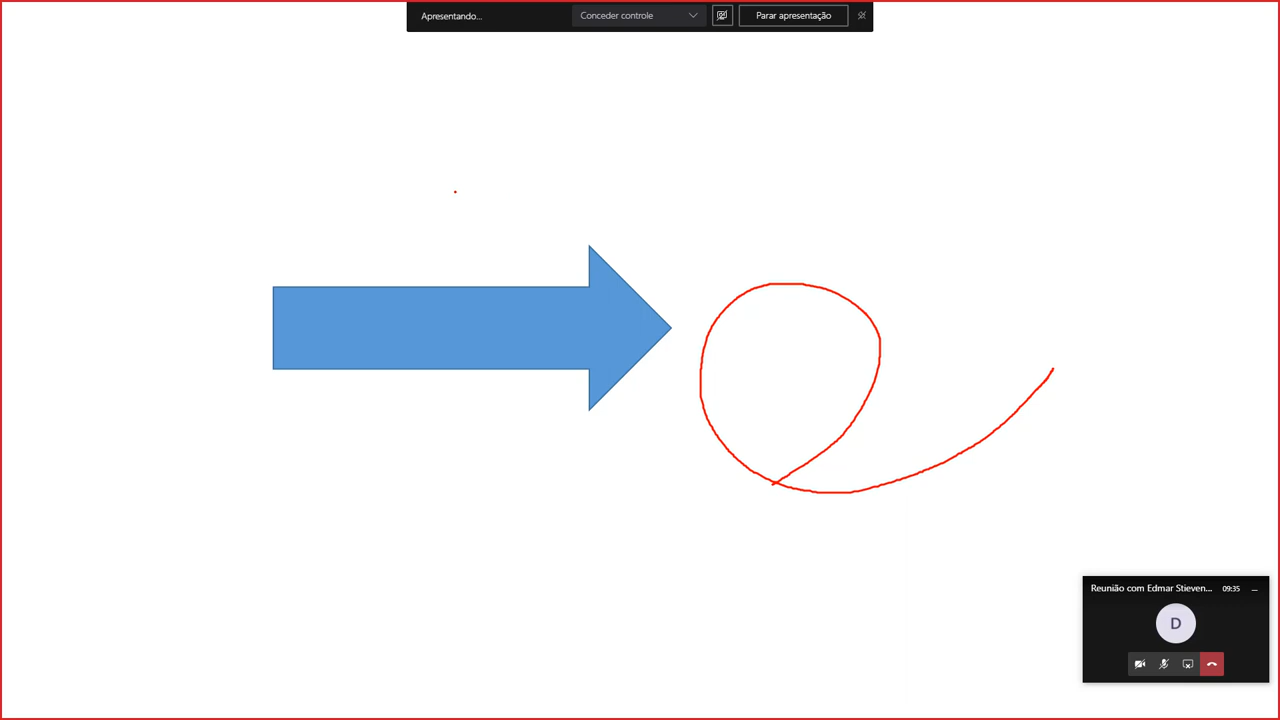 Apresentando...
Conceder controle
Parar apresentação
Reunião com Edmar Stieven...
09:35
D